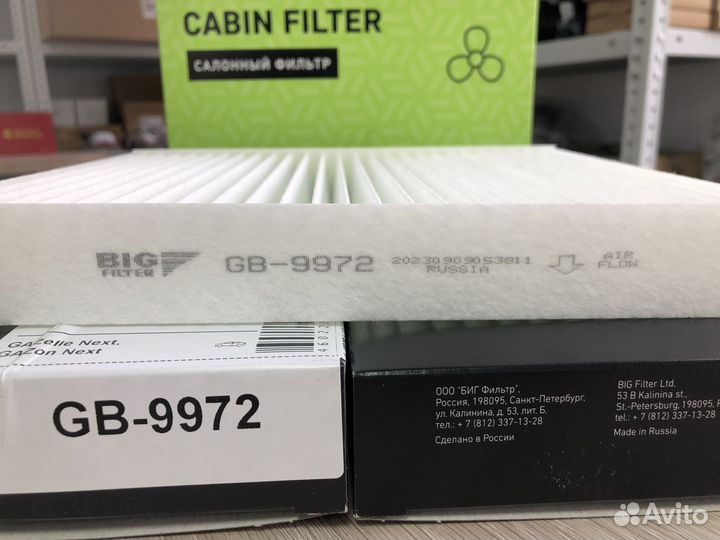 CABIN FILTER
САЛОННЫЙ ФИЛЬТР
BIG FILTER
GB-9972
20230909053811
RUSSIA
AIR FLOW
GAzelle Next.
GAZon Next
GB-9972
ООО "БИГ Фильтр",
Россия, 198095, Санкт-Петербург,
ул. Калинина, д. 53, лит. Б.
тел.: + 7 (812) 337-13-28
Сделано в России
BIG Filter Ltd.
53 B Kalinina st.,
St.-Petersburg, 198095,
tel.: + 7 (812) 337-13-28
Made in Russia
Avito